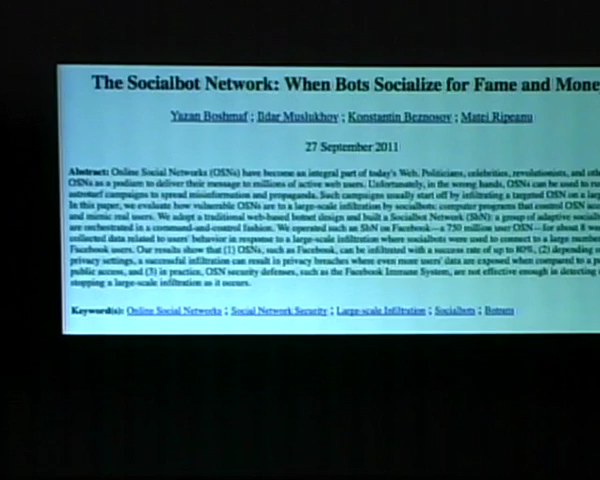 The Socialbot Network: When Bots Socialize for Fame and Mone
Yazan Boshmaf ; Ildar Muslukhov ; Konstantin Beznosov ; Matei Ripeanu
27 September 2011
Abstract: Online Social Networks (OSNs) have become an integral part of today's Web. Politicians, celebrities, revolutionists, and oth
OSNs as a podium to deliver their message to millions of active web users. Unfortunately, in the wrong hands, OSNs can be used to ru
astroturf campaigns to spread misinformation and propaganda. Such campaigns usually start off by infiltrating a targeted OSN on a larg
In this paper, we evaluate how vulnerable OSNs are to a large-scale infiltration by socialbots: computer programs that control OSN acco
and mimic real users. We adopt a traditional web-based botnet design and built a Socialbot Network (SbN): a group of adaptive socialb
are orchestrated in a command-and-control fashion. We operated such an SbN on Facebook—a 750 million user OSN—for about 8 we
collected data related to users' behavior in response to a large-scale infiltration where socialbots were used to connect to a large number
Facebook users. Our results show that (1) OSNs, such as Facebook, can be infiltrated with a success rate of up to 80%, (2) depending o
privacy settings, a successful infiltration can result in privacy breaches where even more users' data are exposed when compared to a p
public access, and (3) in practice, OSN security defenses, such as the Facebook Immune System, are not effective enough in detecting
stopping a large-scale infiltration as it occurs.
Keyword(s): Online Social Networks ; Social Network Security ; Large-scale Infiltration ; Socialbots ; Botnets